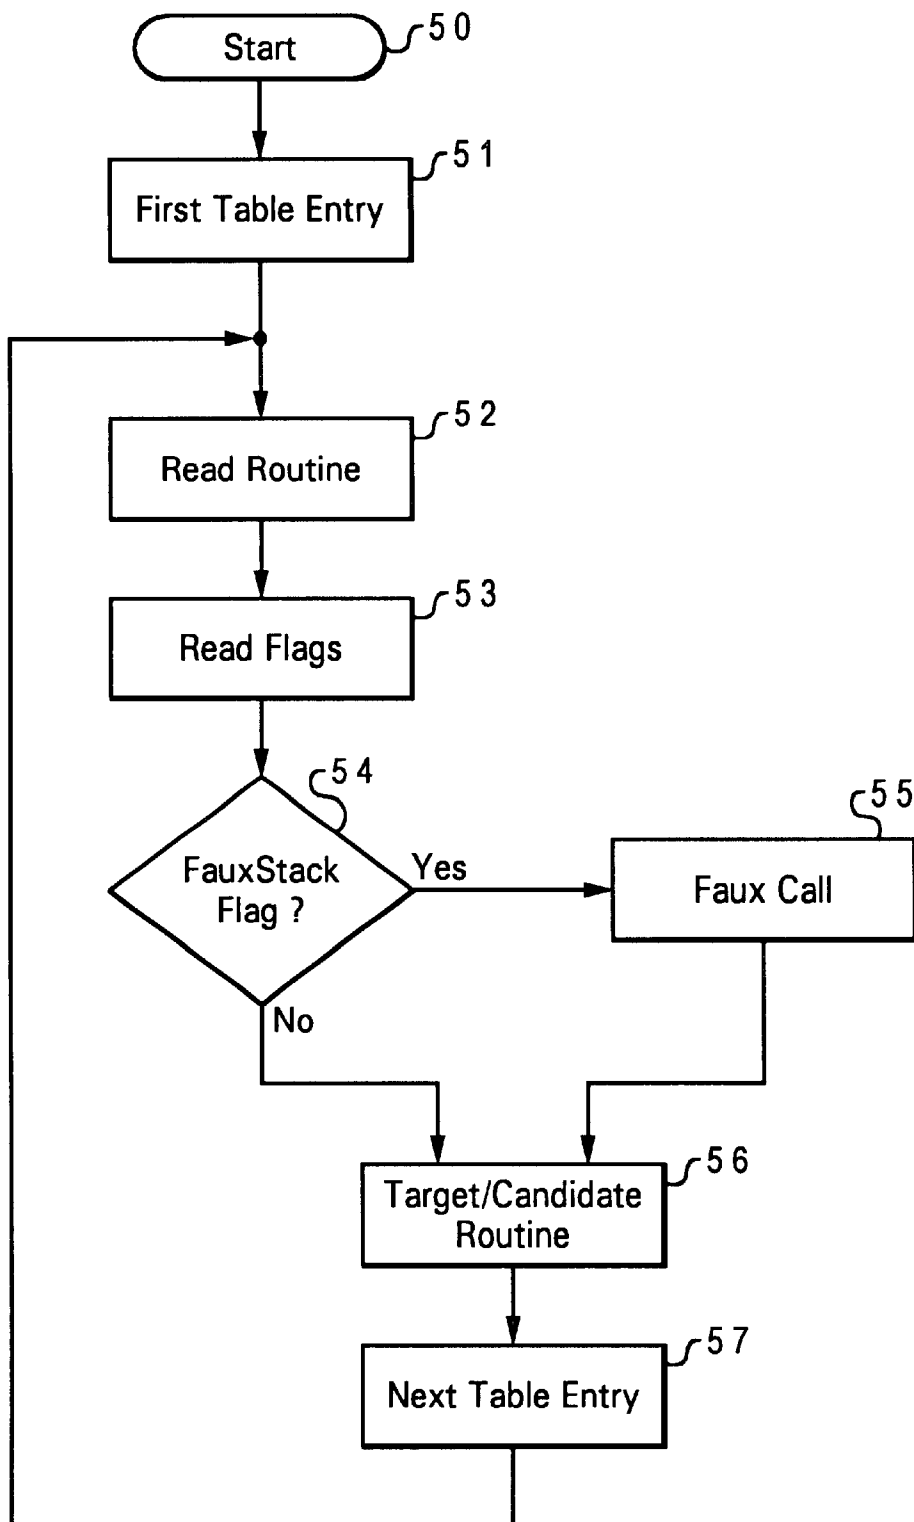 Start
50
51
First Table Entry
52
Read Routine
53
Read Flags
54
FauxStack
Flag ?
Yes
55
Faux Call
No
56
Target/Candidate
Routine
57
Next Table Entry